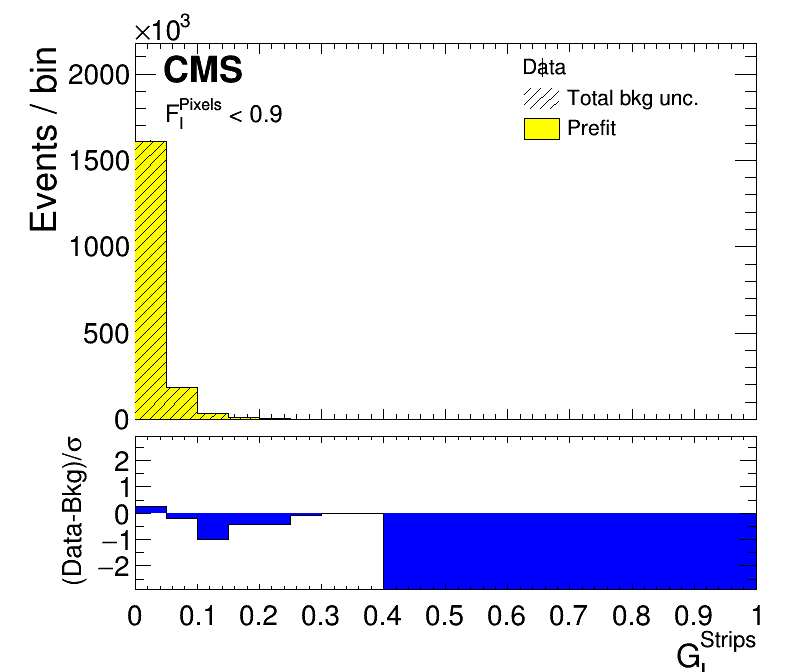 ×10³
2000
1500
1000
500
0
Events / bin
CMS
F_I^Pixels < 0.9
Data
Total bkg unc.
Prefit
2
1
0
−1
−2
(Data-Bkg)/σ
0 0.1 0.2 0.3 0.4 0.5 0.6 0.7 0.8 0.9 1
G_I^Strips